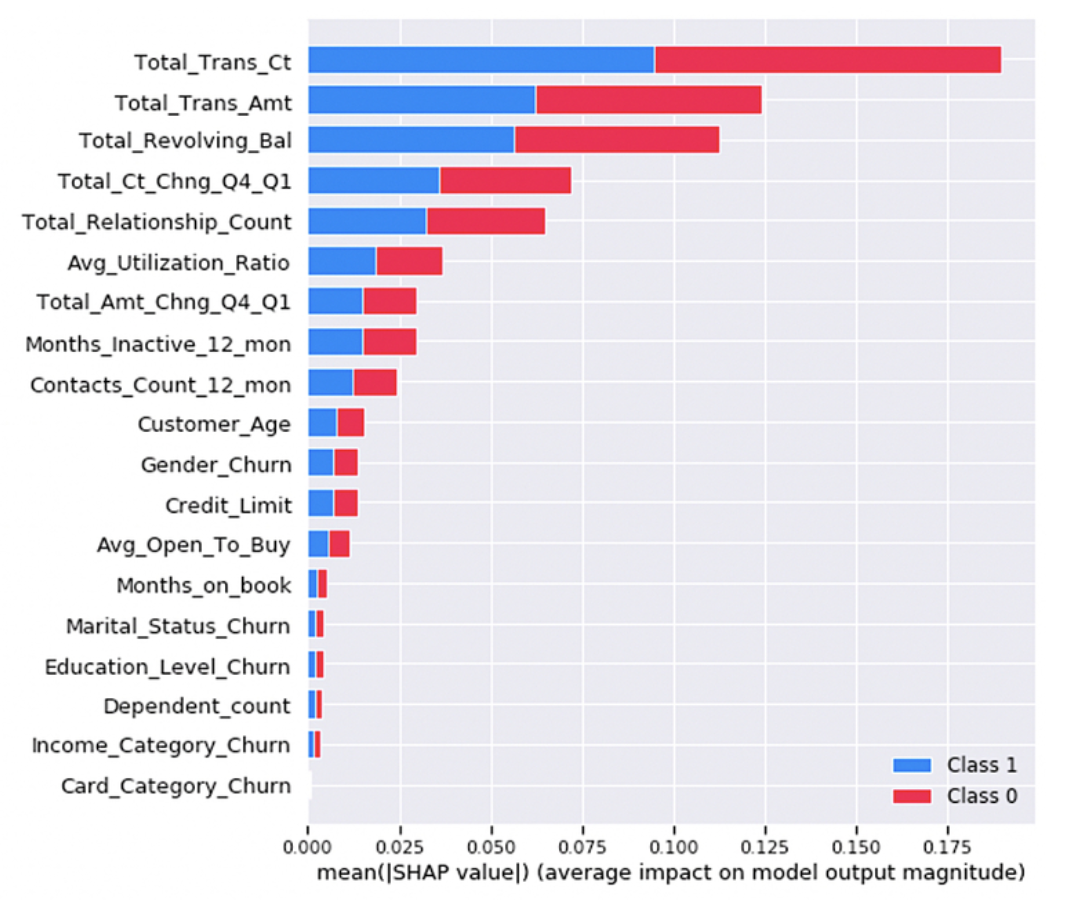 Total_Trans_Ct
Total_Trans_Amt
Total_Revolving_Bal
Total_Ct_Chng_Q4_Q1
Total_Relationship_Count
Avg_Utilization_Ratio
Total_Amt_Chng_Q4_Q1
Months_Inactive_12_mon
Contacts_Count_12_mon
Customer_Age
Gender_Churn
Credit_Limit
Avg_Open_To_Buy
Months_on_book
Marital_Status_Churn
Education_Level_Churn
Dependent_count
Income_Category_Churn
Card_Category_Churn
Class 1
Class 0
0.000 0.025 0.050 0.075 0.100 0.125 0.150 0.175
mean(|SHAP value|) (average impact on model output magnitude)